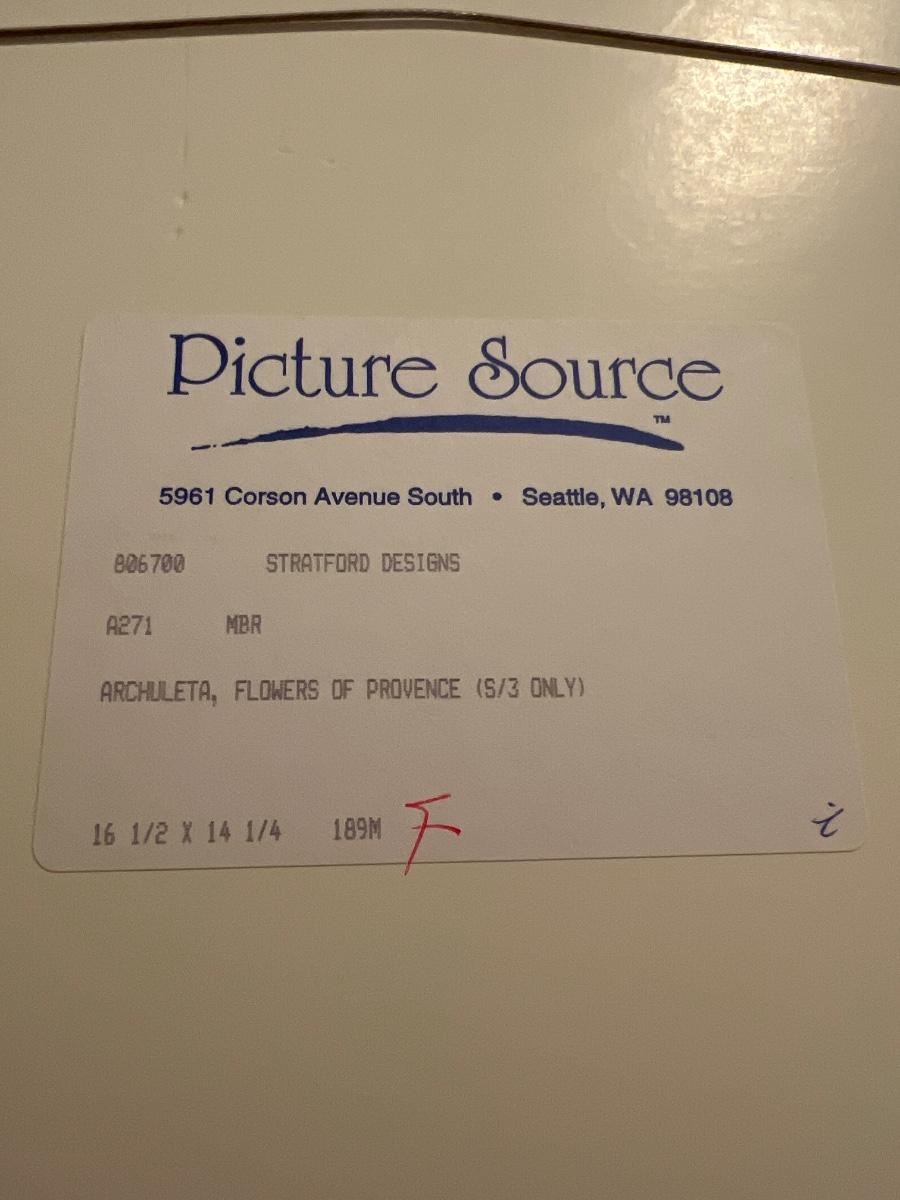 Picture Source
TM
5961 Corson Avenue South • Seattle, WA 98108
806700 STRATFORD DESIGNS
A271 MBR
ARCHULETA, FLOWERS OF PROVENCE (S/3 ONLY)
16 1/2 X 14 1/4 189M F i